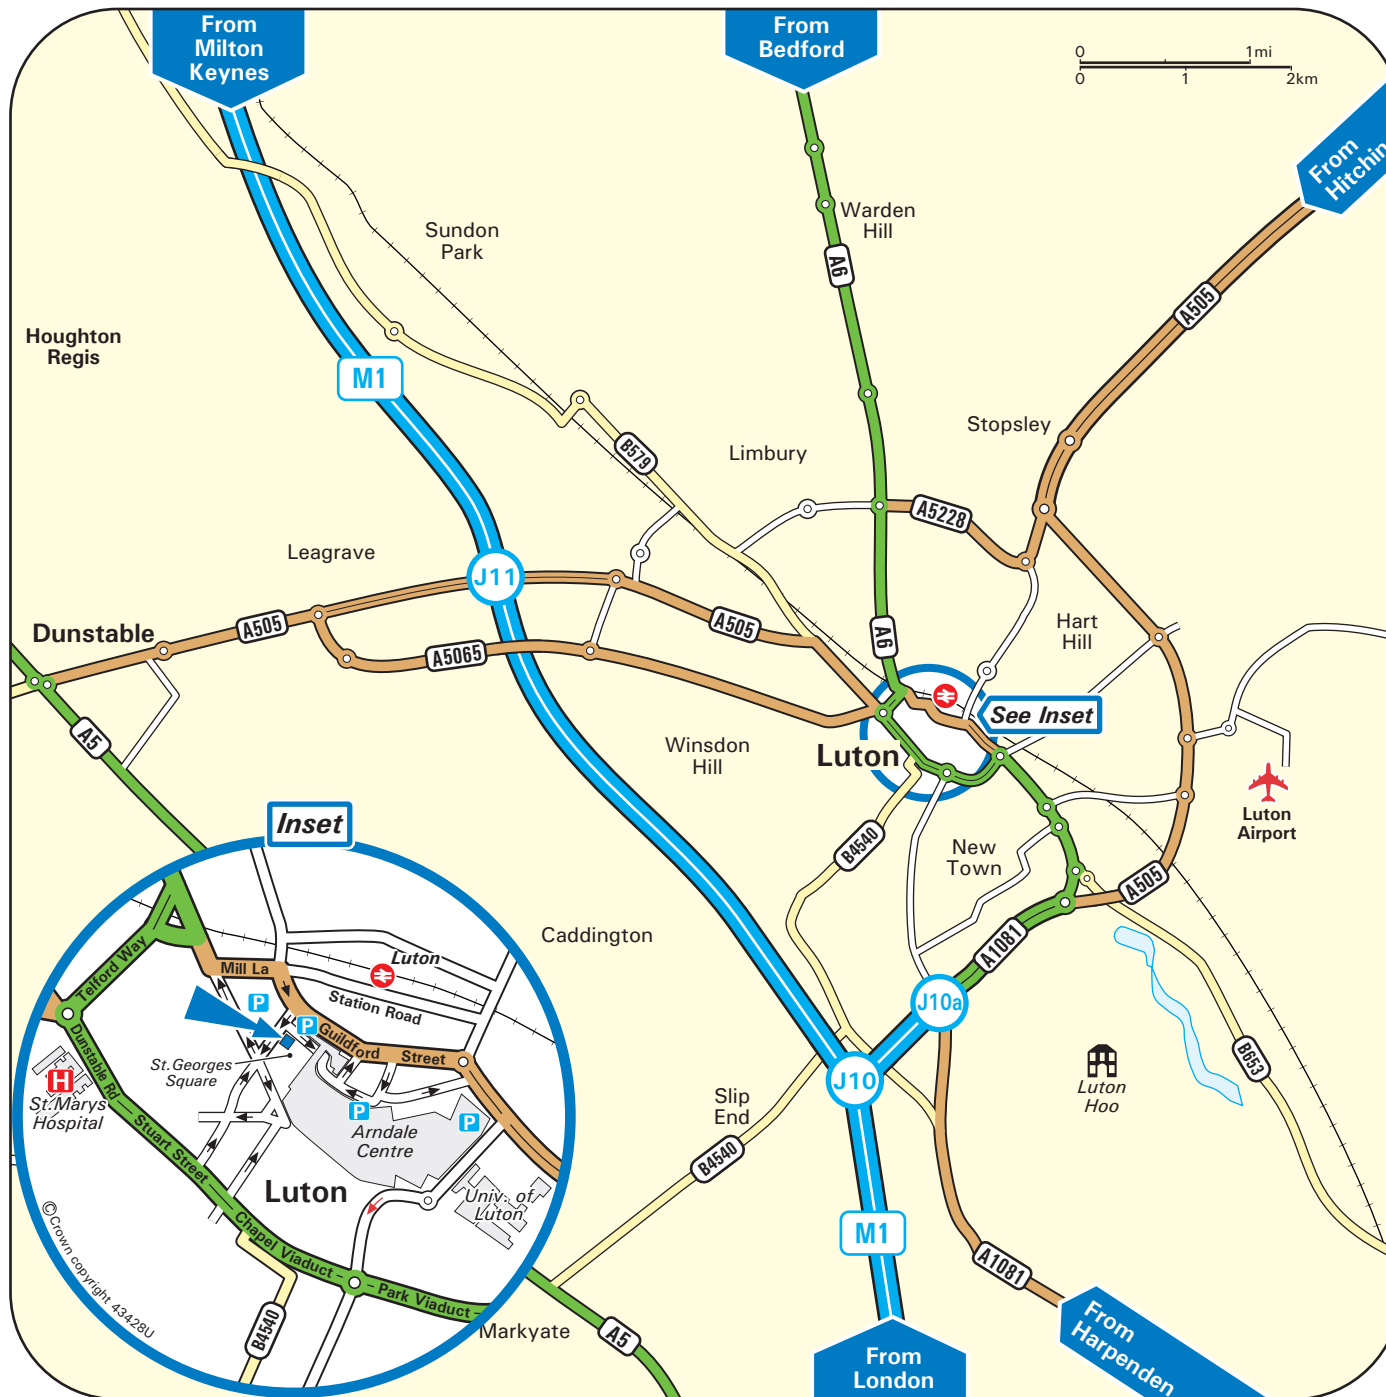 From
Milton
Keynes
From
Bedford
0
1mi
0
1
2km
From
Hitchin
Warden
Hill
Sundon
Park
A6
A505
Houghton
Regis
M1
Stopsley
Limbury
B579
A5228
Leagrave
J11
Hart
Hill
A505
A505
A6
Dunstable
A5065
See Inset
A5
Winsdon
Hill
Luton
Luton
Airport
Inset
B4540
New
Town
A505
Caddington
A1081
Telford Way
Luton
Mill La
Station Road
P
P
Guildford Street
J10a
Dunstable Rd
St.Georges
Square
H
St.Marys
Hospital
B653
J10
Luton
Hoo
Slip
End
P
P
Arndale
Centre
Stuart Street
B4540
Luton
Univ. of
Luton
Chapel Viaduct
M1
A1081
Park Viaduct
©Crown copyright 43428U
B4540
Markyate
A5
From
Harpenden
From
London